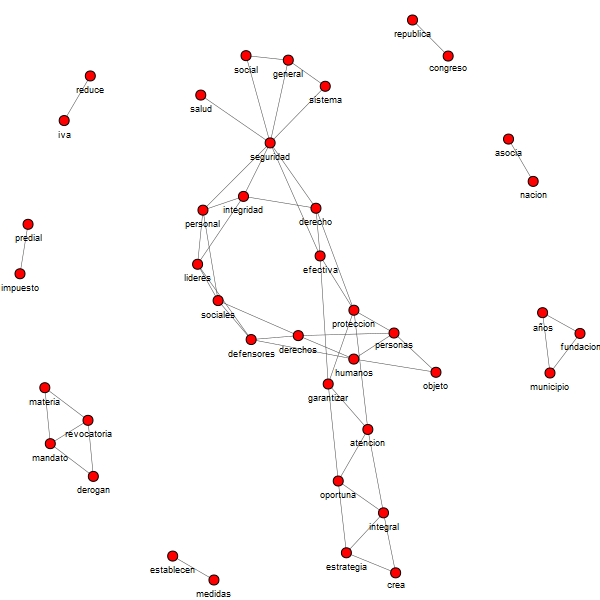 republica
congreso
social
general
sistema
reduce
salud
iva
seguridad
asocia
nacion
personal
integridad
derecho
predial
efectiva
lideres
impuesto
sociales
proteccion
años
fundacion
defensores
derechos
personas
humanos
objeto
municipio
garantizar
materia
revocatoria
atencion
mandato
derogan
oportuna
integral
establecen
estrategia
crea
medidas